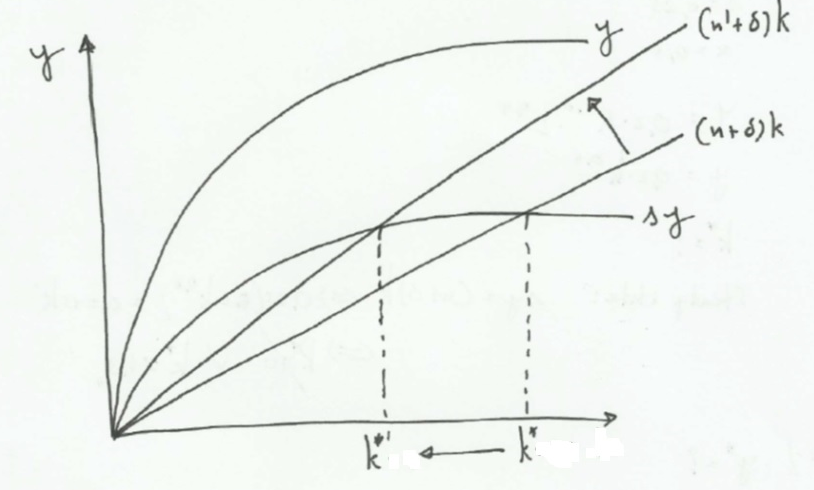 y
y
(n'+δ)k
(n+δ)k
sy
k*'
k*